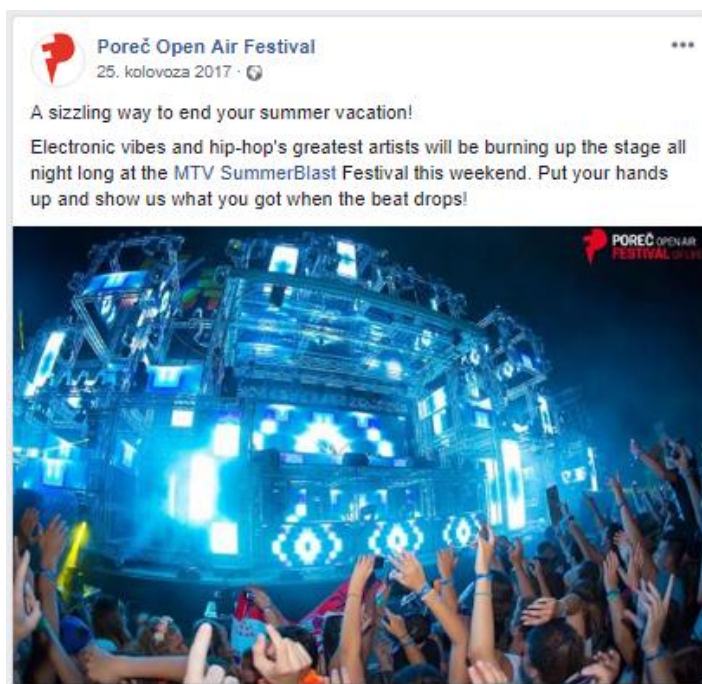 Poreč Open Air Festival
25. kolovoza 2017 ·
A sizzling way to end your summer vacation!
Electronic vibes and hip-hop's greatest artists will be burning up the stage all
night long at the MTV SummerBlast Festival this weekend. Put your hands
up and show us what you got when the beat drops!
POREČ OPEN AIR
FESTIVAL OF LIFE